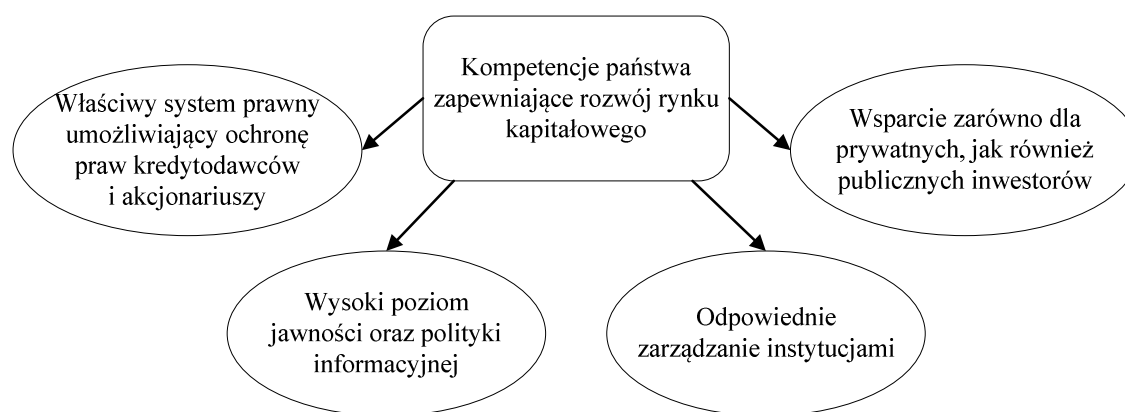 Kompetencje państwa
zapewniające rozwój rynku
kapitałowego
Właściwy system prawny
umożliwiający ochronę
praw kredytodawców
i akcjonariuszy
Wsparcie zarówno dla
prywatnych, jak również
publicznych inwestorów
Wysoki poziom
jawności oraz polityki
informacyjnej
Odpowiednie
zarządzanie instytucjami